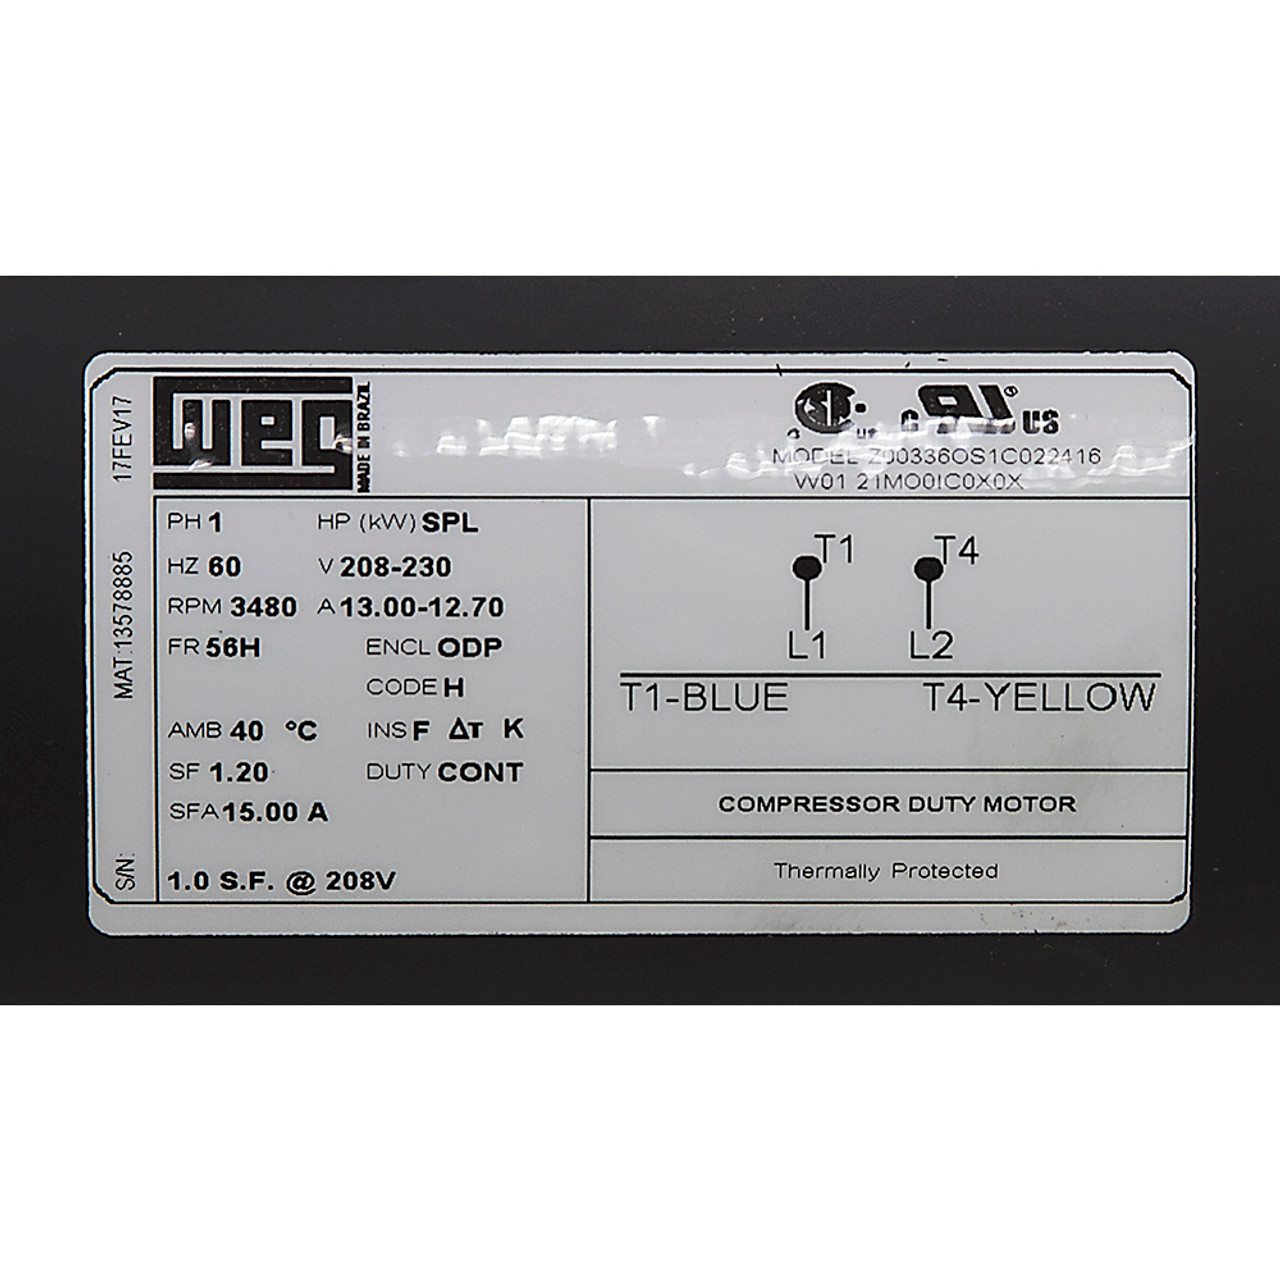 17FEV17
MAT:13578885
S/N:
WEG
MADE IN BRAZIL
C US ®
MODEL Z00336OS1C022416
W01 21MO0IC0X0X
PH 1 HP (kW) SPL
HZ 60 V 208-230
RPM 3480 A 13.00-12.70
FR 56H ENCL ODP
CODE H
AMB 40 °C INS F ΔT K
SF 1.20 DUTY CONT
SFA 15.00 A
1.0 S.F. @ 208V
T1 T4
L1 L2
T1-BLUE T4-YELLOW
COMPRESSOR DUTY MOTOR
Thermally Protected